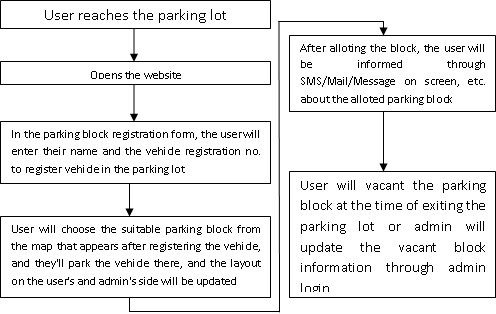 User reaches the parking lot
Opens the website
In the parking block registration form, the user will
enter their name and the vehicle registration no.
to register vehicle in the parking lot
User will choose the suitable parking block from
the map that appears after registering the vehicle,
and they'll park the vehicle there, and the layout
on the user's and admin's side will be updated
After alloting the block, the user will
be informed through
SMS/Mail/Message on screen, etc.
about the alloted parking block
User will vacant the parking
block at the time of exiting the
parking lot or admin will
update the vacant block
information through admin
login